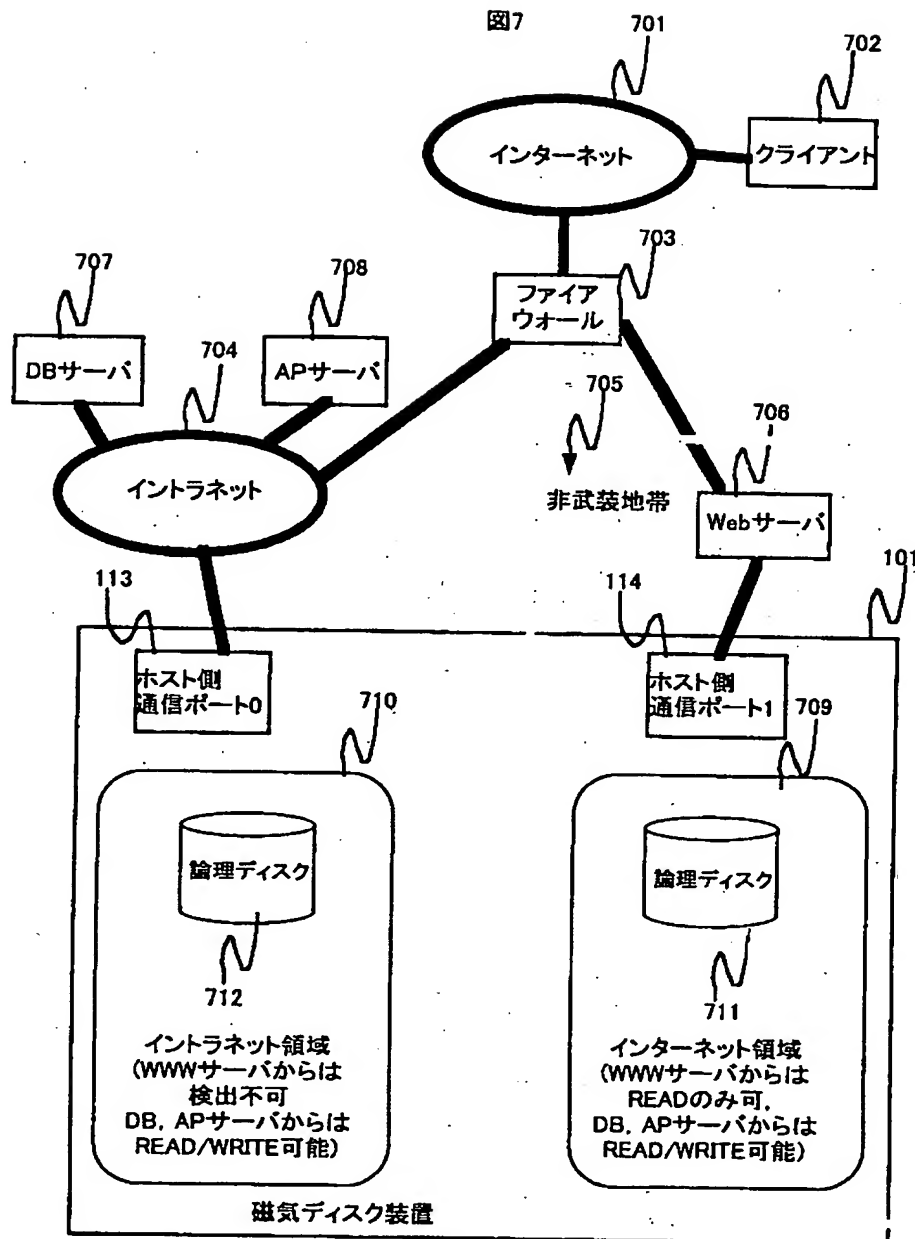 図7
701
702
インターネット
クライアント
703
ファイア
ウォール
707
708
704
DBサーバ
APサーバ
705
706
イントラネット
非武装地帯
Webサーバ
101
113
114
ホスト側
通信ポート0
ホスト側
通信ポート1
710
709
論理ディスク
論理ディスク
712
711
イントラネット領域
(WWWサーバからは
検出不可
DB, APサーバからは
READ/WRITE可能)
インターネット領域
(WWWサーバからは
READのみ可,
DB, APサーバからは
READ/WRITE可能)
磁気ディスク装置